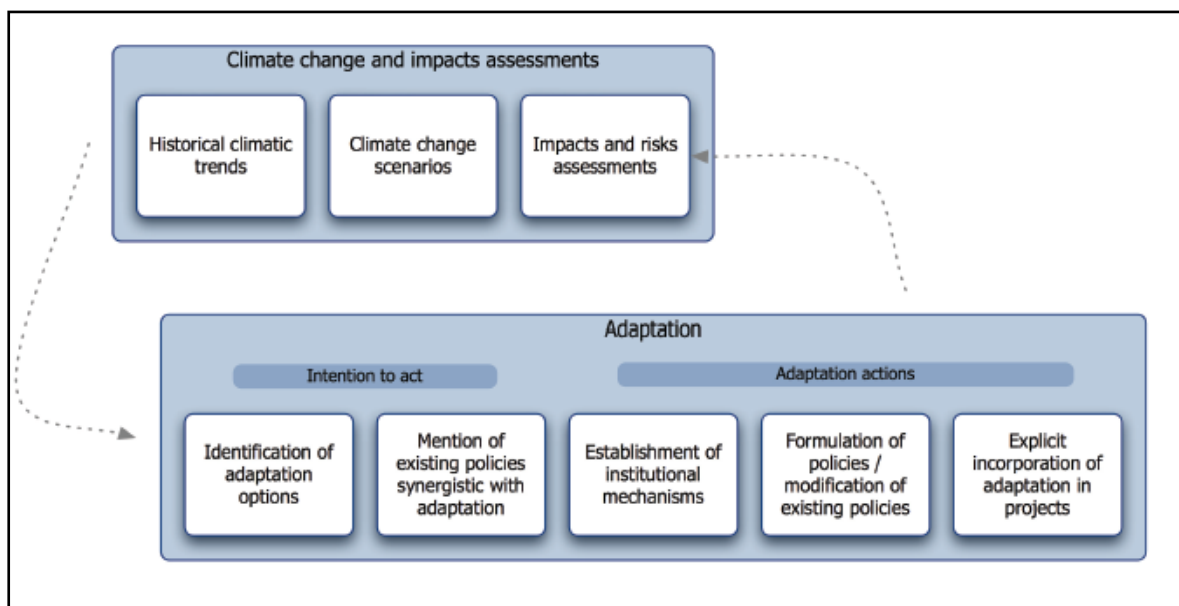 Climate change and impacts assessments
Historical climatic
trends
Climate change
scenarios
Impacts and risks
assessments
Adaptation
Intention to act
Adaptation actions
Identification of
adaptation
options
Mention of
existing policies
synergistic with
adaptation
Establishment of
institutional
mechanisms
Formulation of
policies /
modification of
existing policies
Explicit
incorporation of
adaptation in
projects